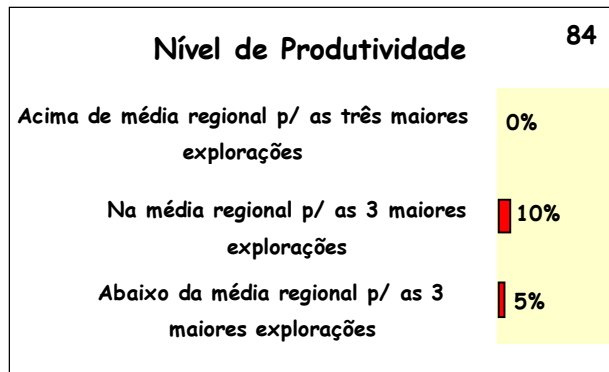 84
Nível de Produtividade
Acima de média regional p/ as três maiores
explorações
0%
Na média regional p/ as 3 maiores
explorações
10%
Abaixo da média regional p/ as 3
maiores explorações
5%